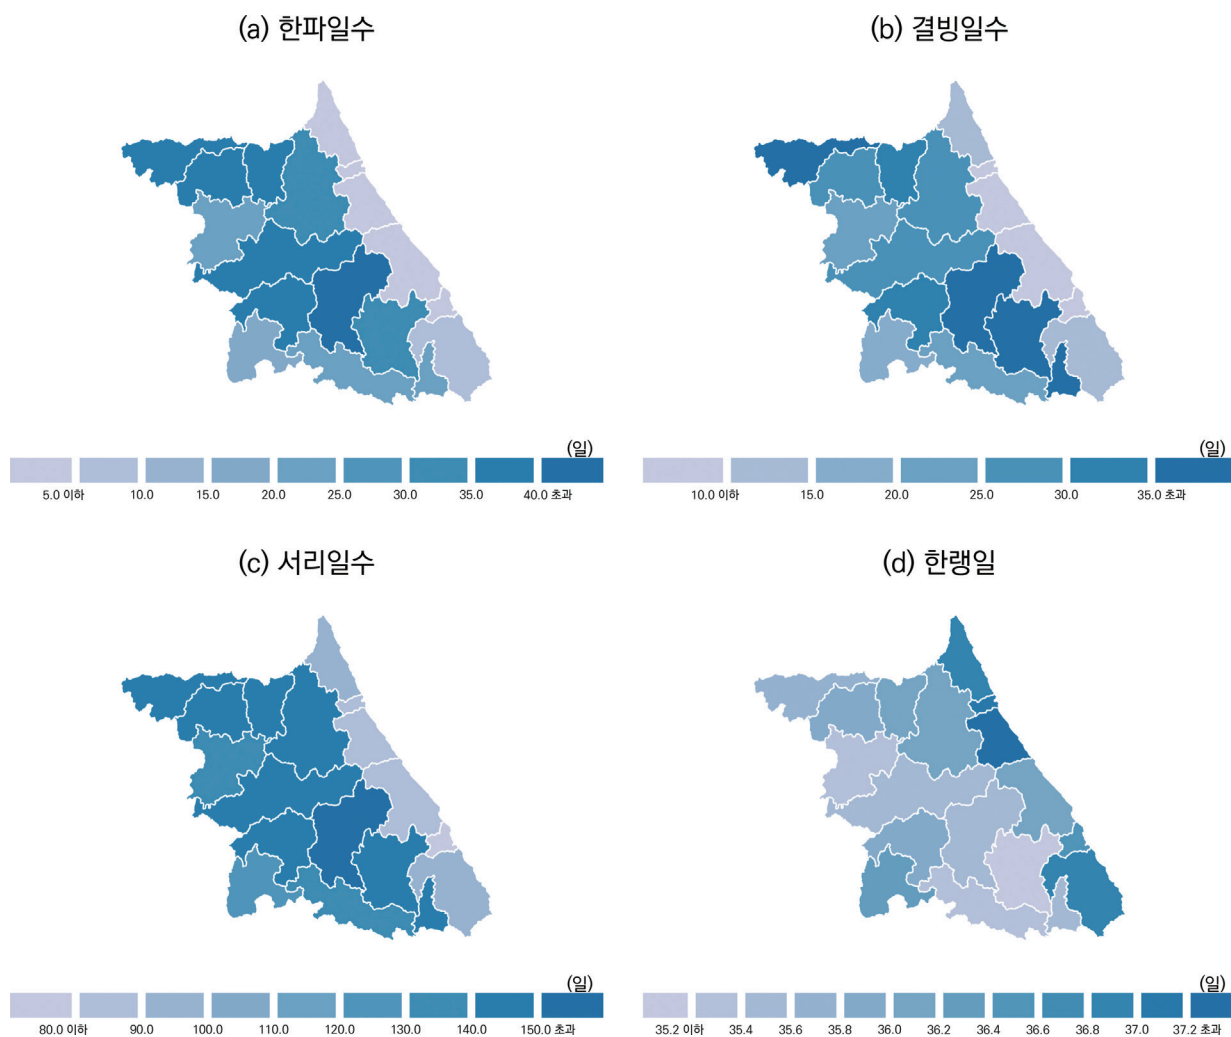 (a) 한파일수
(b) 결빙일수
(일)
5.0 이하 10.0 15.0 20.0 25.0 30.0 35.0 40.0 초과
(일)
10.0 이하 15.0 20.0 25.0 30.0 35.0 초과
(c) 서리일수
(d) 한랭일
(일)
80.0 이하 90.0 100.0 110.0 120.0 130.0 140.0 150.0 초과
(일)
35.2 이하 35.4 35.6 35.8 36.0 36.2 36.4 36.6 36.8 37.0 37.2 초과